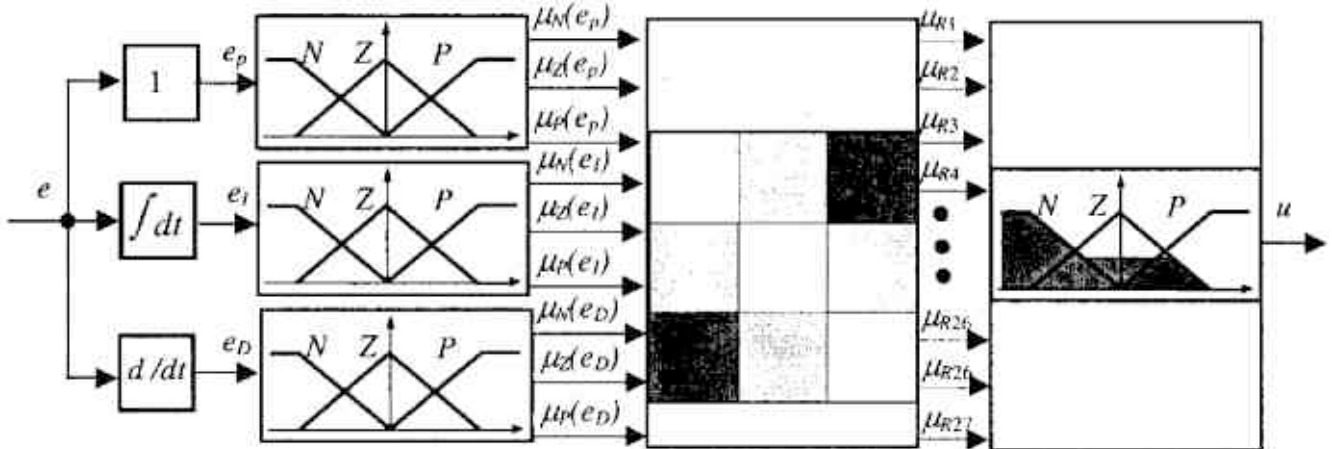 e
1
∫ dt
d/dt
e_p
e_I
e_D
N Z P
N Z P
N Z P
μ_N(e_p)
μ_Z(e_p)
μ_P(e_p)
μ_N(e_I)
μ_Z(e_I)
μ_P(e_I)
μ_N(e_D)
μ_Z(e_D)
μ_P(e_D)
μ_R1
μ_R2
μ_R3
μ_R4
μ_R26
μ_R26
μ_R27
N Z P
u